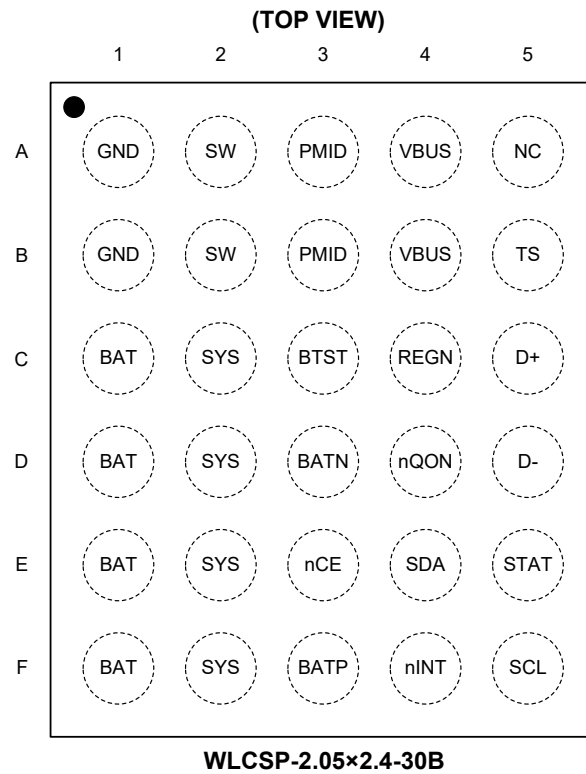 (TOP VIEW)
1 2 3 4 5
A GND SW PMID VBUS NC
B GND SW PMID VBUS TS
C BAT SYS BTST REGN D+
D BAT SYS BATN nQON D-
E BAT SYS nCE SDA STAT
F BAT SYS BATP nINT SCL
WLCSP-2.05×2.4-30B